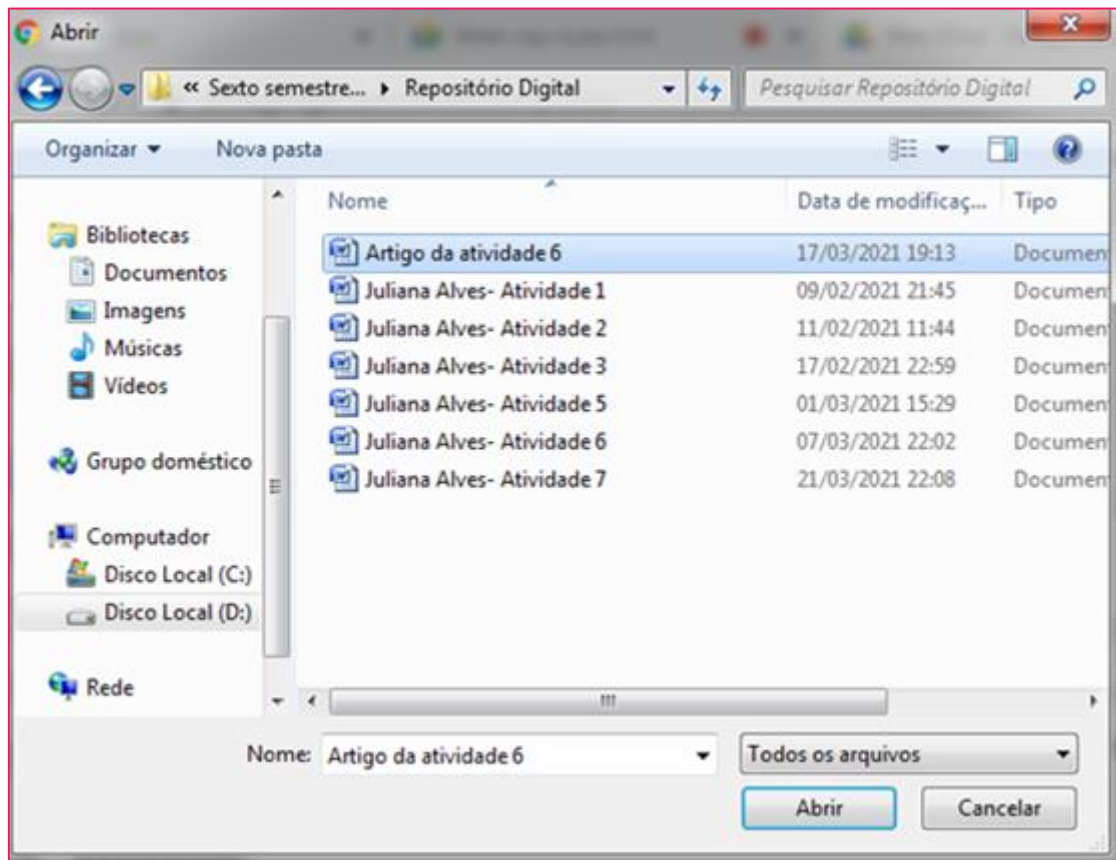 Abrir
« Sexto semestre... Repositório Digital
Pesquisar Repositório Digital
Organizar Nova pasta
Bibliotecas
Documentos
Imagens
Músicas
Vídeos
Grupo doméstico
Computador
Disco Local (C:)
Disco Local (D:)
Rede
Nome Data de modificaç... Tipo
Artigo da atividade 6 17/03/2021 19:13 Documen
Juliana Alves- Atividade 1 09/02/2021 21:45 Documen
Juliana Alves- Atividade 2 11/02/2021 11:44 Documen
Juliana Alves- Atividade 3 17/02/2021 22:59 Documen
Juliana Alves- Atividade 5 01/03/2021 15:29 Documen
Juliana Alves- Atividade 6 07/03/2021 22:02 Documen
Juliana Alves- Atividade 7 21/03/2021 22:08 Documen
Nome: Artigo da atividade 6 Todos os arquivos
Abrir Cancelar